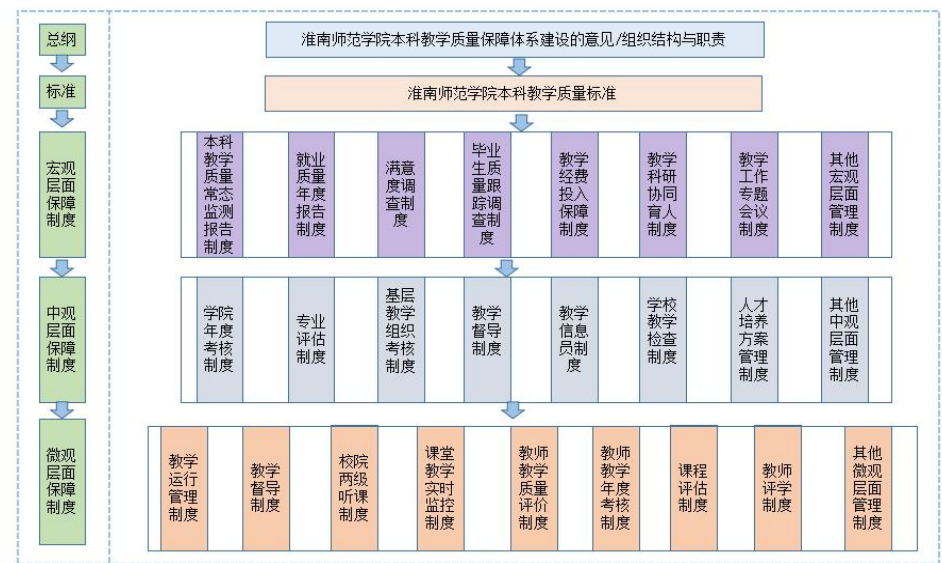 总纲
淮南师范学院本科教学质量保障体系建设的意见/组织结构与职责
标准
淮南师范学院本科教学质量标准
宏观
层面
保障
制度
本科
教学
质量
常态
监测
报告
制度
就业
质量
年度
报告
制度
满意
度调
查制
度
毕业
生质
量跟
踪调
查制
度
教学
经费
投入
保障
制度
教学
科研
协同
育人
制度
教学
工作
专题
会议
制度
其他
宏观
层面
管理
制度
中观
层面
保障
制度
学院
年度
考核
制度
专业
评估
制度
基层
教学
组织
考核
制度
教学
督导
制度
教学
信息
员制
度
学校
教学
检查
制度
人才
培养
方案
管理
制度
其他
中观
层面
管理
制度
微观
层面
保障
制度
教学
运行
管理
制度
教学
督导
制度
校院
两级
听课
制度
课堂
教学
实时
监控
制度
教师
教学
质量
评价
制度
教师
教学
年度
考核
制度
课程
评估
制度
教师
评学
制度
其他
微观
层面
管理
制度